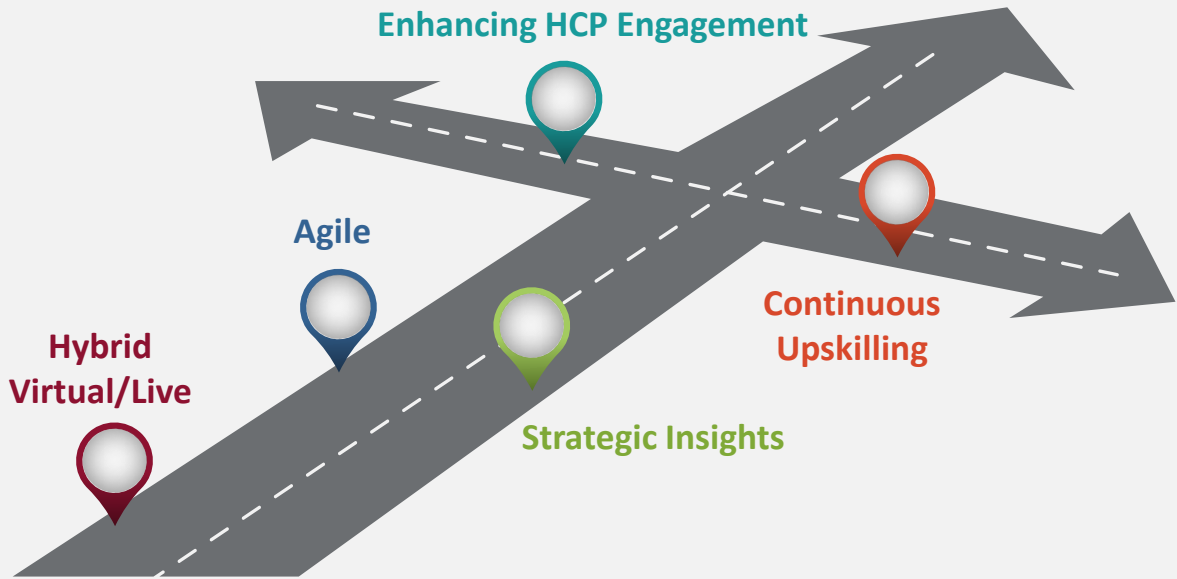 Enhancing HCP Engagement
Agile
Hybrid
Virtual/Live
Continuous
Upskilling
Strategic Insights